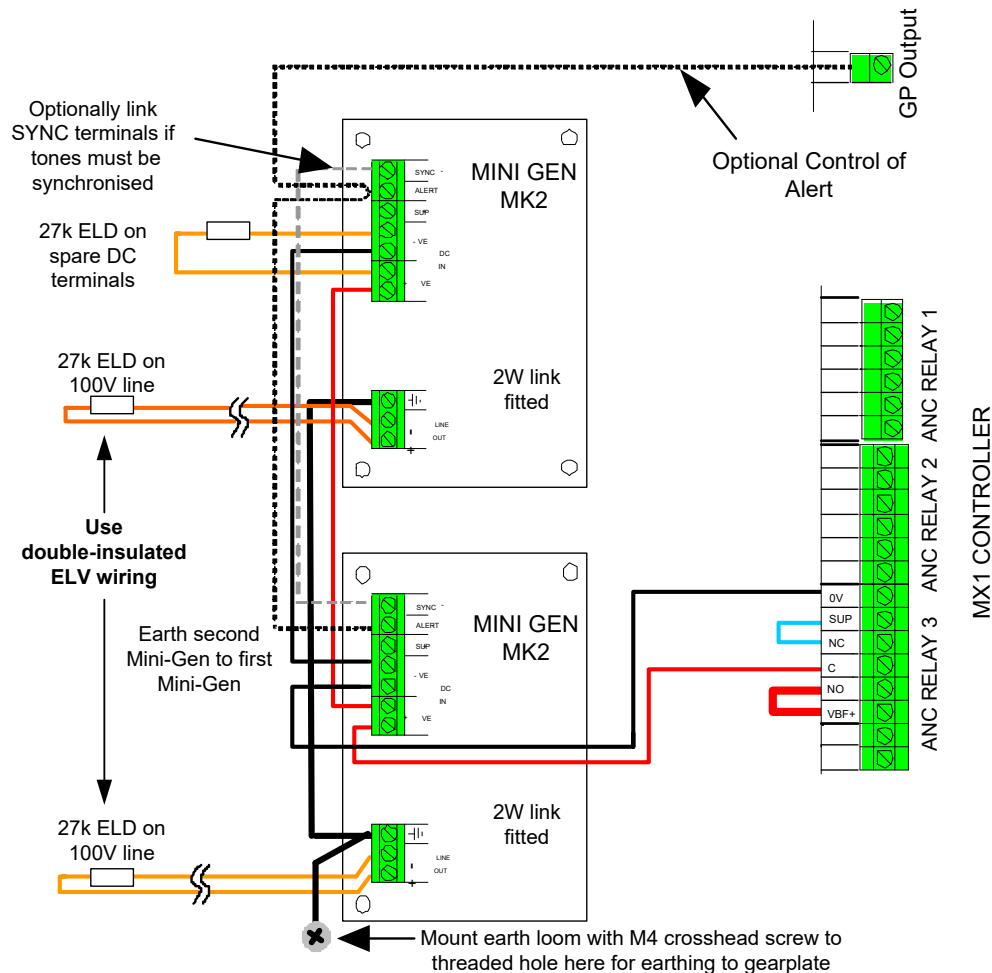 GP Output
Optionally link
SYNC terminals if
tones must be
synchronised
Optional Control of
Alert
MINI GEN
MK2
SYNC -
ALERT
SUP
+
- VE
DC
IN
+ VE
27k ELD on
spare DC
terminals
27k ELD on
100V line
2W link
fitted
- LINE
OUT
+
ANC RELAY 1
ANC RELAY 2
ANC RELAY 3
MX1 CONTROLLER
0V
SUP
NC
C
NO
VBF+
Use
double-insulated
ELV wiring
Earth second
Mini-Gen to first
Mini-Gen
MINI GEN
MK2
SYNC -
ALERT
SUP
+
- VE
DC
IN
+ VE
2W link
fitted
27k ELD on
100V line
- LINE
OUT
+
Mount earth loom with M4 crosshead screw to
threaded hole here for earthing to gearplate